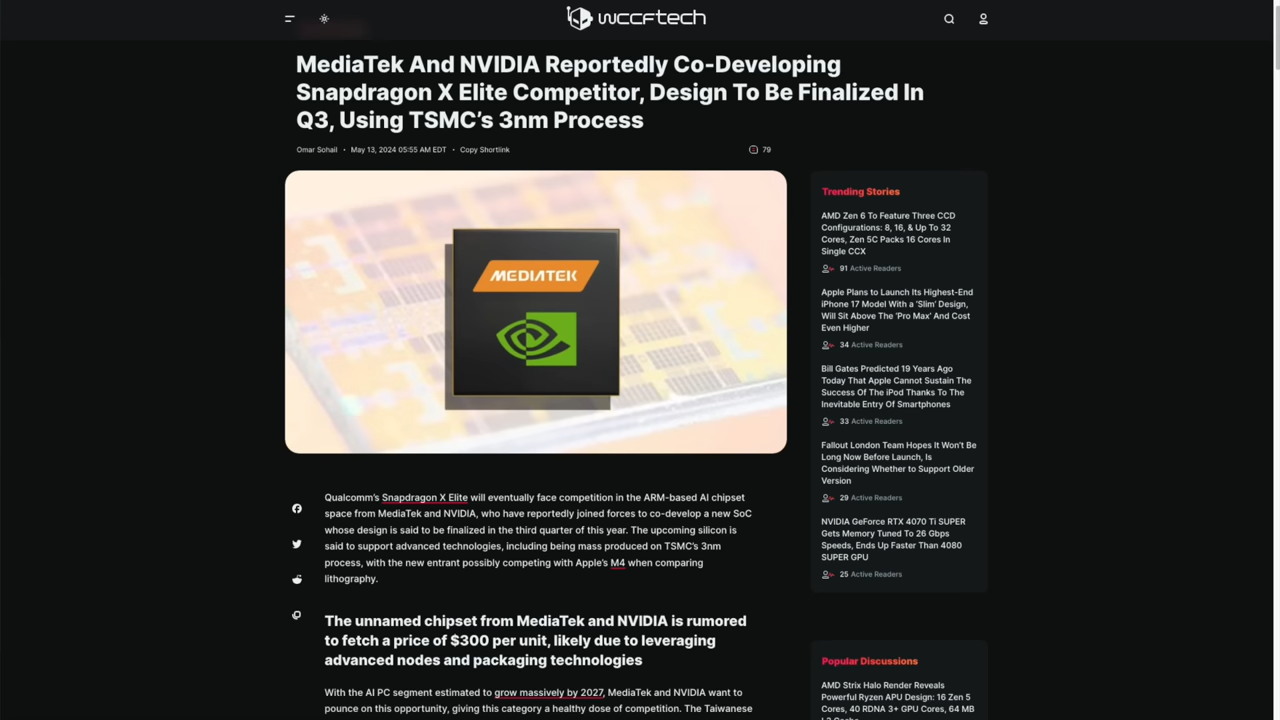 wccftech
MediaTek And NVIDIA Reportedly Co-Developing
Snapdragon X Elite Competitor, Design To Be Finalized In
Q3, Using TSMC’s 3nm Process
Omar Sohail • May 13, 2024 05:55 AM EDT • Copy Shortlink
79
MEDIATEK
Qualcomm’s Snapdragon X Elite will eventually face competition in the ARM-based AI chipset
space from MediaTek and NVIDIA, who have reportedly joined forces to co-develop a new SoC
whose design is said to be finalized in the third quarter of this year. The upcoming silicon is
said to support advanced technologies, including being mass produced on TSMC’s 3nm
process, with the new entrant possibly competing with Apple’s M4 when comparing
lithography.
The unnamed chipset from MediaTek and NVIDIA is rumored
to fetch a price of $300 per unit, likely due to leveraging
advanced nodes and packaging technologies
With the AI PC segment estimated to grow massively by 2027, MediaTek and NVIDIA want to
pounce on this opportunity, giving this category a healthy dose of competition. The Taiwanese
Trending Stories
AMD Zen 6 To Feature Three CCD
Configurations: 8, 16, & Up To 32
Cores, Zen 5C Packs 16 Cores In
Single CCX
91 Active Readers
Apple Plans to Launch Its Highest-End
iPhone 17 Model With a ‘Slim’ Design,
Will Sit Above The ‘Pro Max’ And Cost
Even Higher
34 Active Readers
Bill Gates Predicted 19 Years Ago
Today That Apple Cannot Sustain The
Success Of The iPod Thanks To The
Inevitable Entry Of Smartphones
33 Active Readers
Fallout London Team Hopes It Won’t Be
Long Now Before Launch, Is
Considering Whether to Support Older
Version
29 Active Readers
NVIDIA GeForce RTX 4070 Ti SUPER
Gets Memory Tuned To 26 Gbps
Speeds, Ends Up Faster Than 4080
SUPER GPU
25 Active Readers
Popular Discussions
AMD Strix Halo Render Reveals
Powerful Ryzen APU Design: 16 Zen 5
Cores, 40 RDNA 3+ GPU Cores, 64 MB
L3 Cache